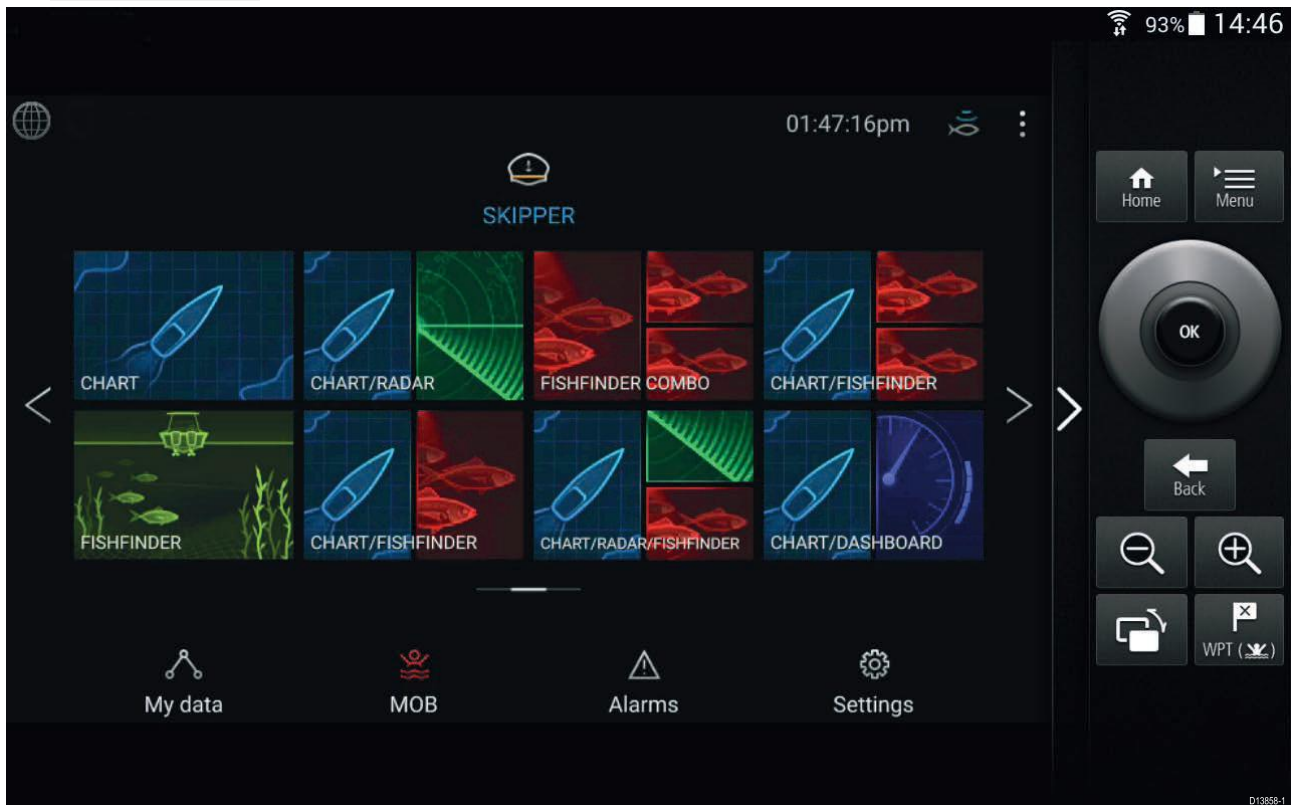 93% 14:46
01:47:16pm
SKIPPER
CHART
CHART/RADAR
FISHFINDER COMBO
CHART/FISHFINDER
FISHFINDER
CHART/FISHFINDER
CHART/RADAR/FISHFINDER
CHART/DASHBOARD
My data
MOB
Alarms
Settings
Home
Menu
OK
Back
WPT ( )
D13858-1